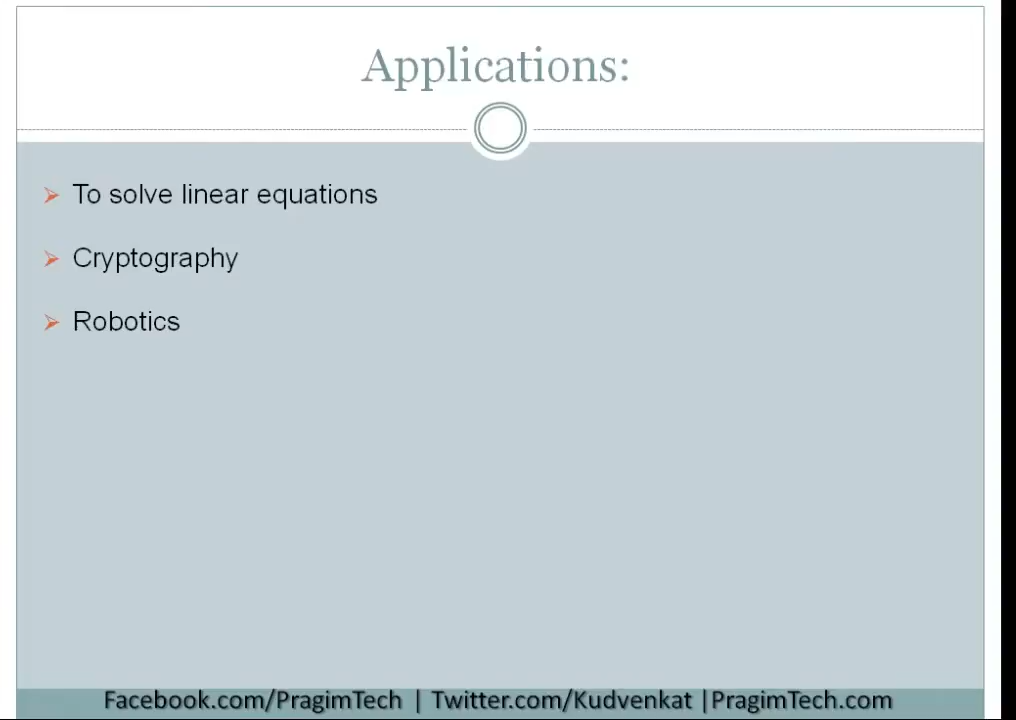 Applications:
To solve linear equations
Cryptography
Robotics
Facebook.com/PragimTech | Twitter.com/Kudvenkat |PragimTech.com